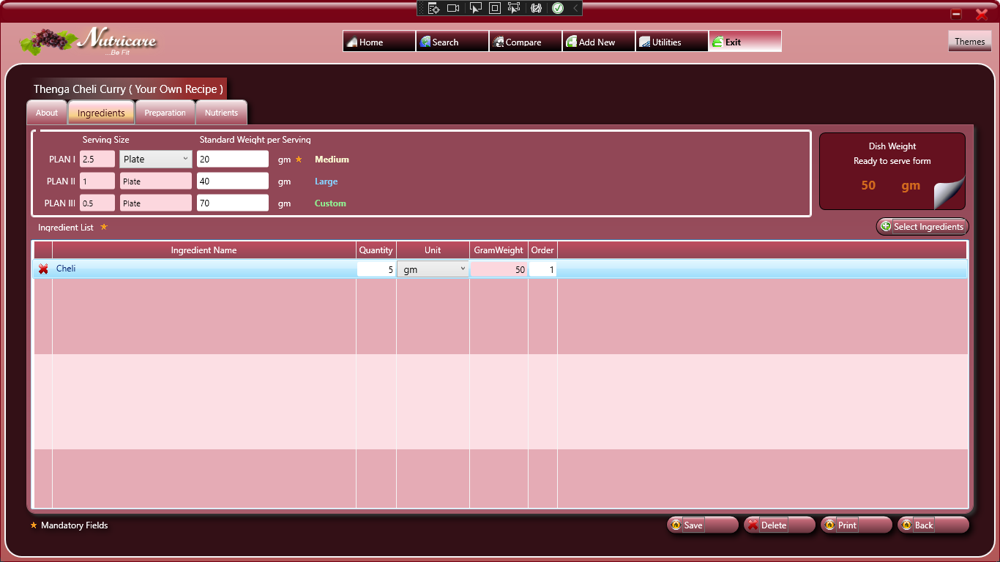 Nutricare
...Be Fit
Home
Search
Compare
Add New
Utilities
Exit
Themes
Thenga Cheli Curry ( Your Own Recipe )
About
Ingredients
Preparation
Nutrients
Serving Size Standard Weight per Serving
PLAN I 2.5 Plate 20 gm Medium
PLAN II 1 Plate 40 gm Large
PLAN III 0.5 Plate 70 gm Custom
Dish Weight
Ready to serve form
50 gm
Ingredient List
Select Ingredients
Ingredient Name Quantity Unit GramWeight Order
Cheli 5 gm 50 1
Mandatory Fields
Save
Delete
Print
Back